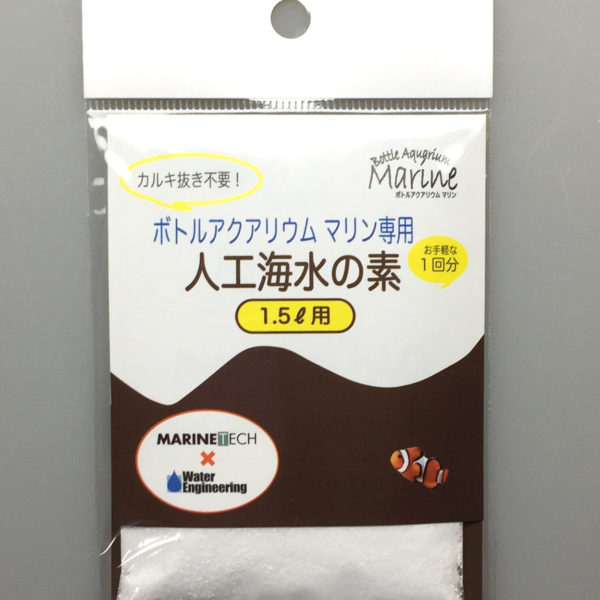 カルキ抜き不要！
Bottle Aquarium
Marine
ボトルアクアリウム マリン
ボトルアクアリウム マリン専用
人工海水の素
お手軽な
1回分
1.5ℓ用
MARINETECH
×
Water
Engineering